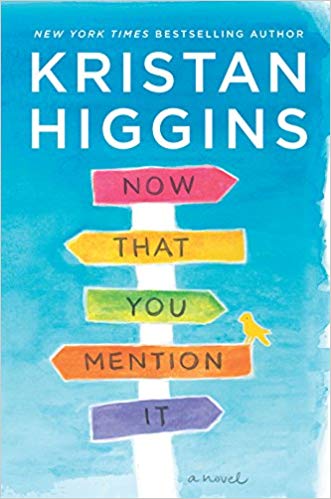 NEW YORK TIMES BESTSELLING AUTHOR
KRISTAN
HIGGINS
NOW
THAT
YOU
MENTION
IT
a novel